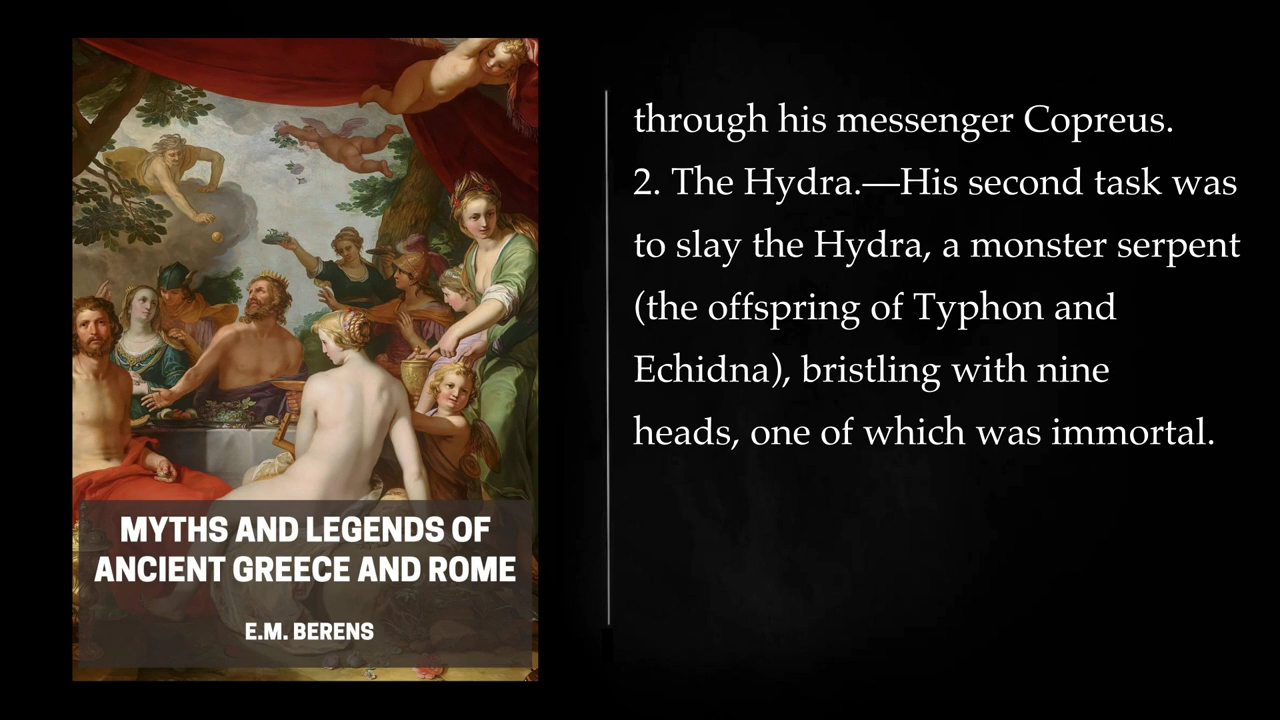 MYTHS AND LEGENDS OF
ANCIENT GREECE AND ROME
E.M. BERENS
through his messenger Copreus.
2. The Hydra.—His second task was
to slay the Hydra, a monster serpent
(the offspring of Typhon and
Echidna), bristling with nine
heads, one of which was immortal.